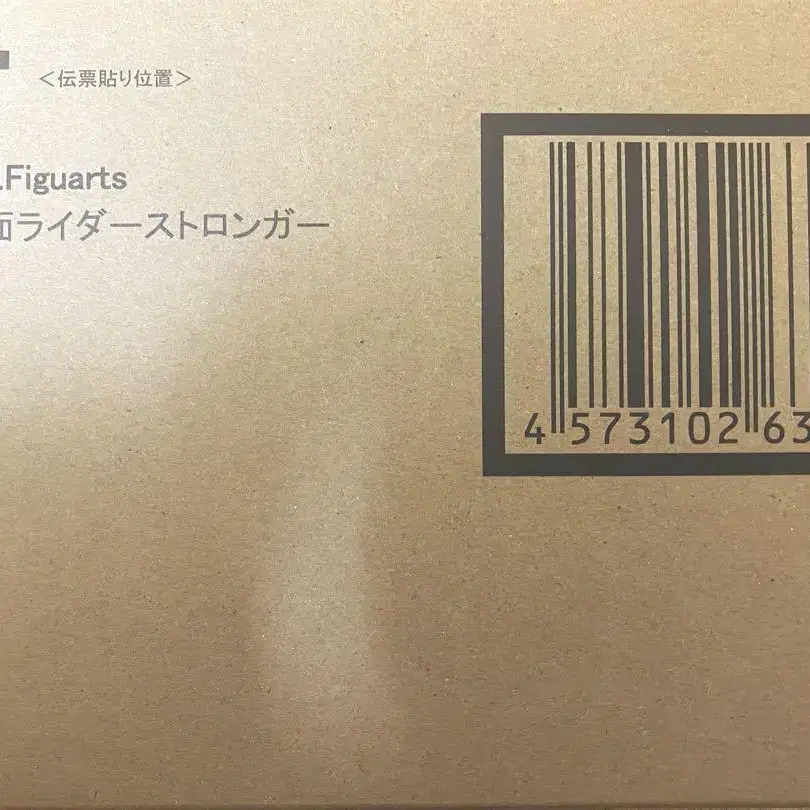 ＜伝票貼り位置＞
.Figuarts
面ライダーストロンガー
4 573102 63